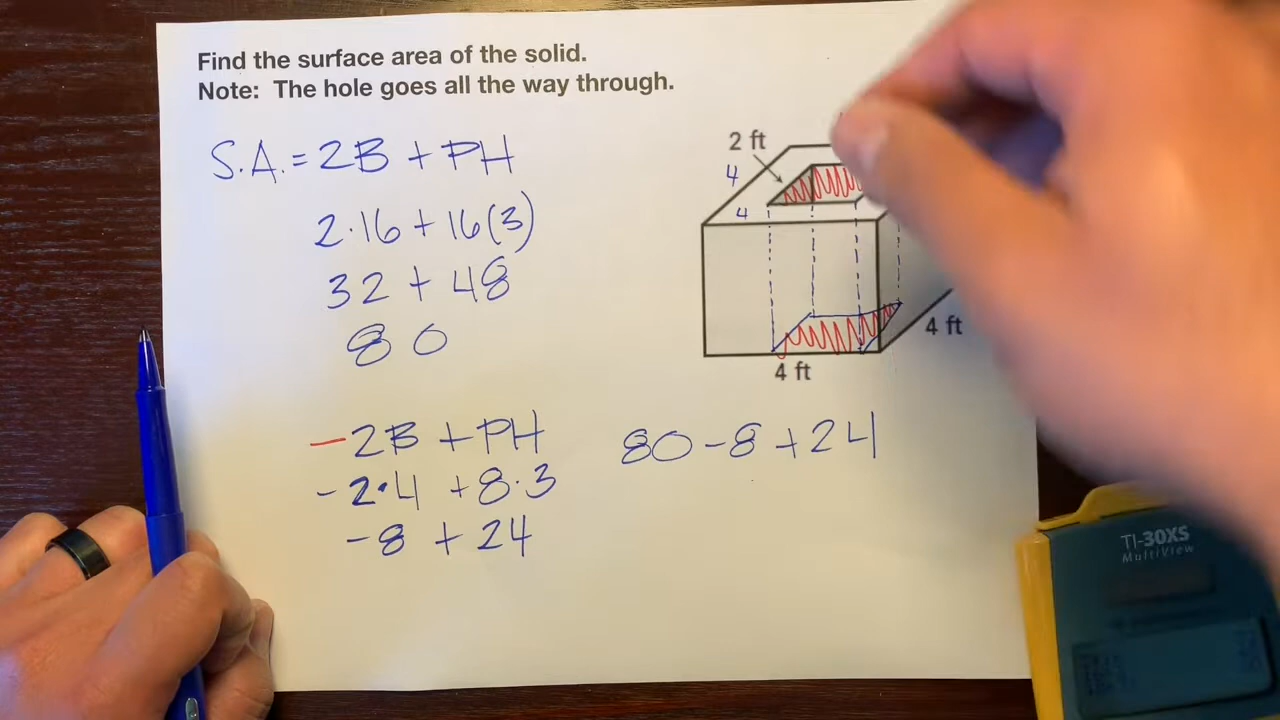 Find the surface area of the solid.
Note: The hole goes all the way through.
S.A. = 2B + PH
2·16 + 16(3)
32 + 48
80
- 2B + PH
- 2·4 + 8·3
- 8 + 24
80 - 8 + 24
2 ft
4
4
4 ft
4 ft
TI-30XS
MultiView